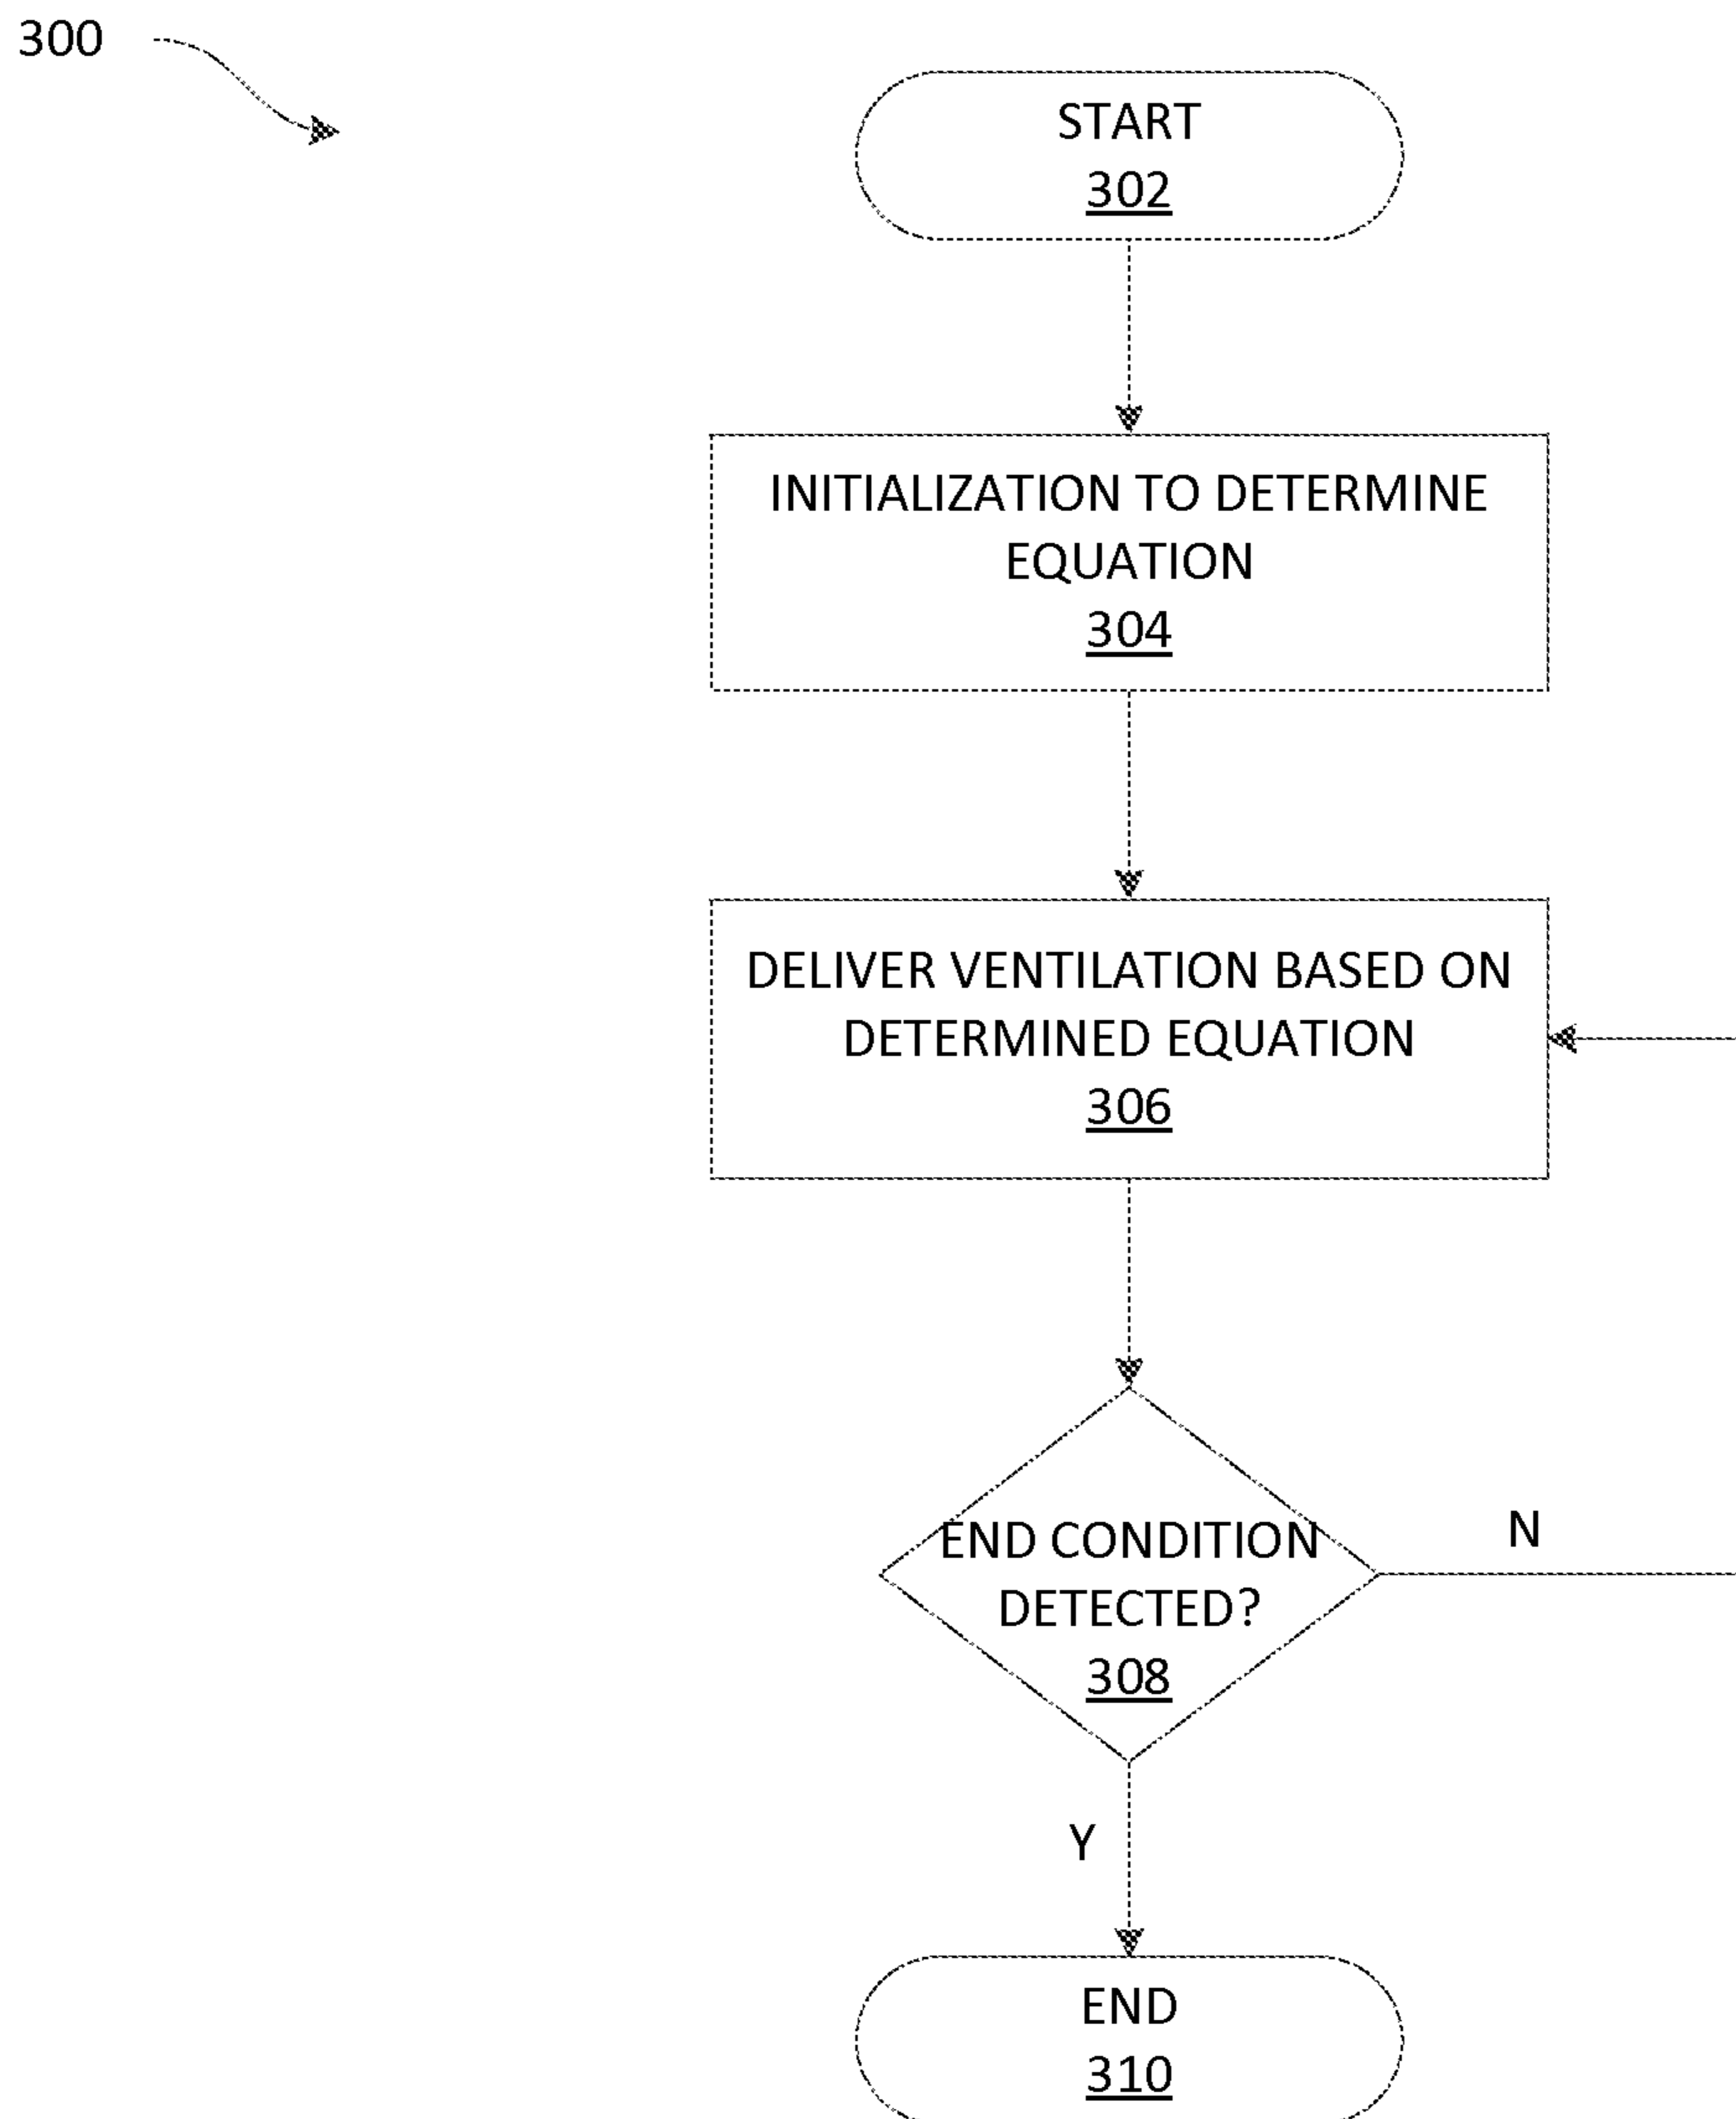 300
START
302
INITIALIZATION TO DETERMINE
EQUATION
304
DELIVER VENTILATION BASED ON
DETERMINED EQUATION
306
END CONDITION
DETECTED?
308
N
Y
END
310